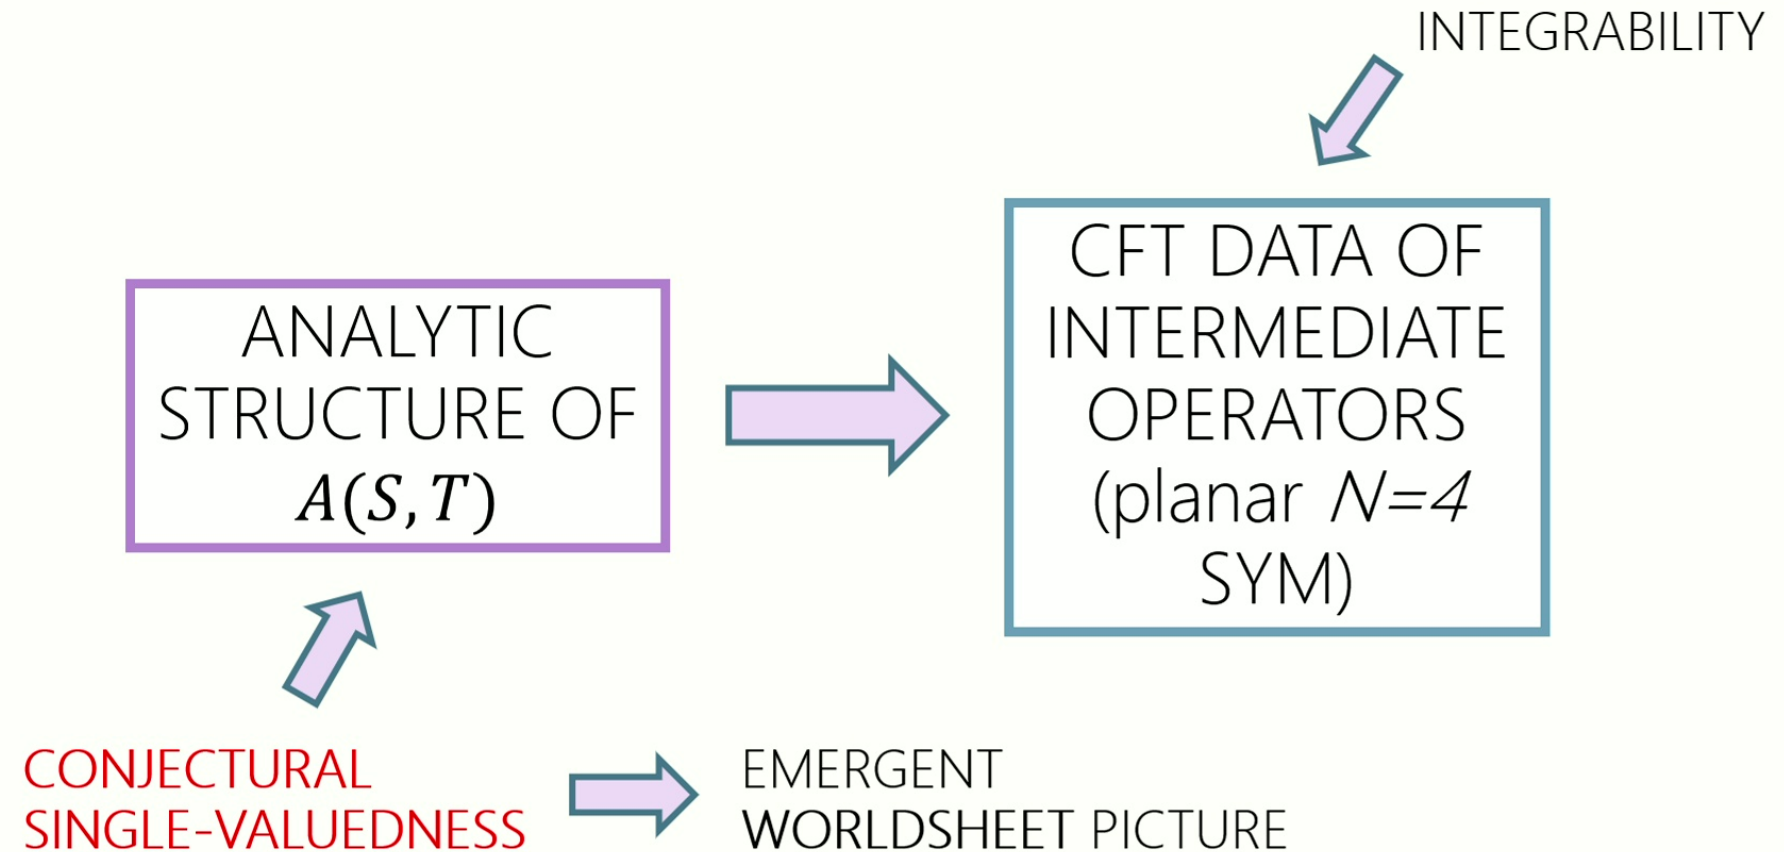 INTEGRABILITY
ANALYTIC
STRUCTURE OF
A(S, T)
CFT DATA OF
INTERMEDIATE
OPERATORS
(planar N=4
SYM)
CONJECTURAL
SINGLE-VALUEDNESS
EMERGENT
WORLDSHEET PICTURE